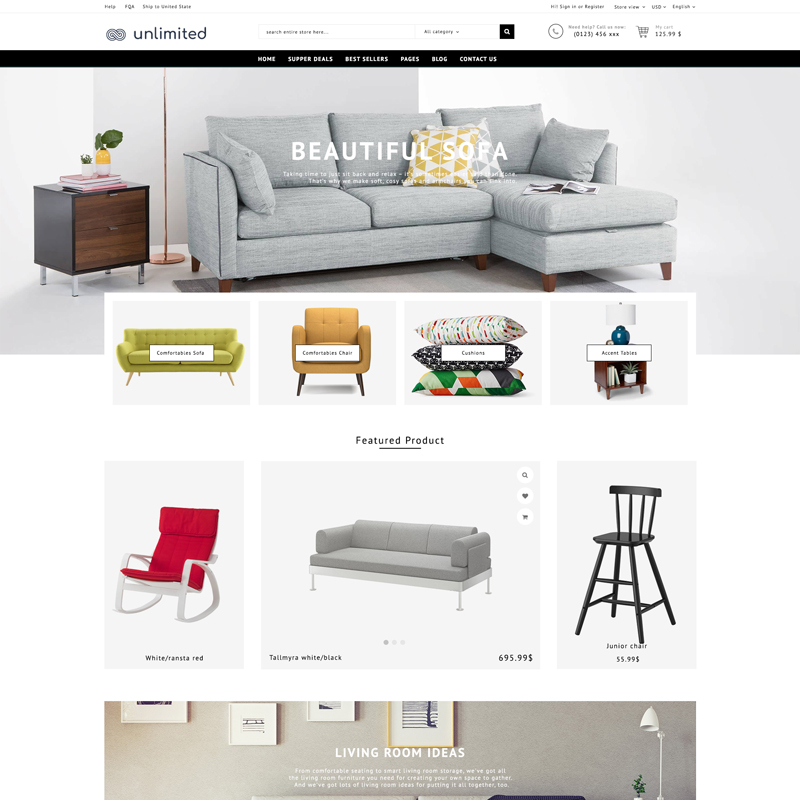 Help FQA Ship to United State
Hi! Sign in or Register Store view USD English
unlimited
search entire store here...
All category
Need help? Call us now:
(0123) 456 xxx
My cart
125.99 $
HOME SUPPER DEALS BEST SELLERS PAGES BLOG CONTACT US
BEAUTIFUL SOFA
Taking time to just sit back and relax –
That's why we make soft, cosy
Comfortables Sofa
Comfortables Chair
Cushions
Accent Tables
Featured Product
White/ransta red
Tallmyra white/black
695.99$
Junior chair
55.99$
LIVING ROOM IDEAS
From comfortable seating to smart living room storage, we've got all
the living room furniture you need for creating your own space to gather,
And we've got lots of living room ideas for putting it all together, too.